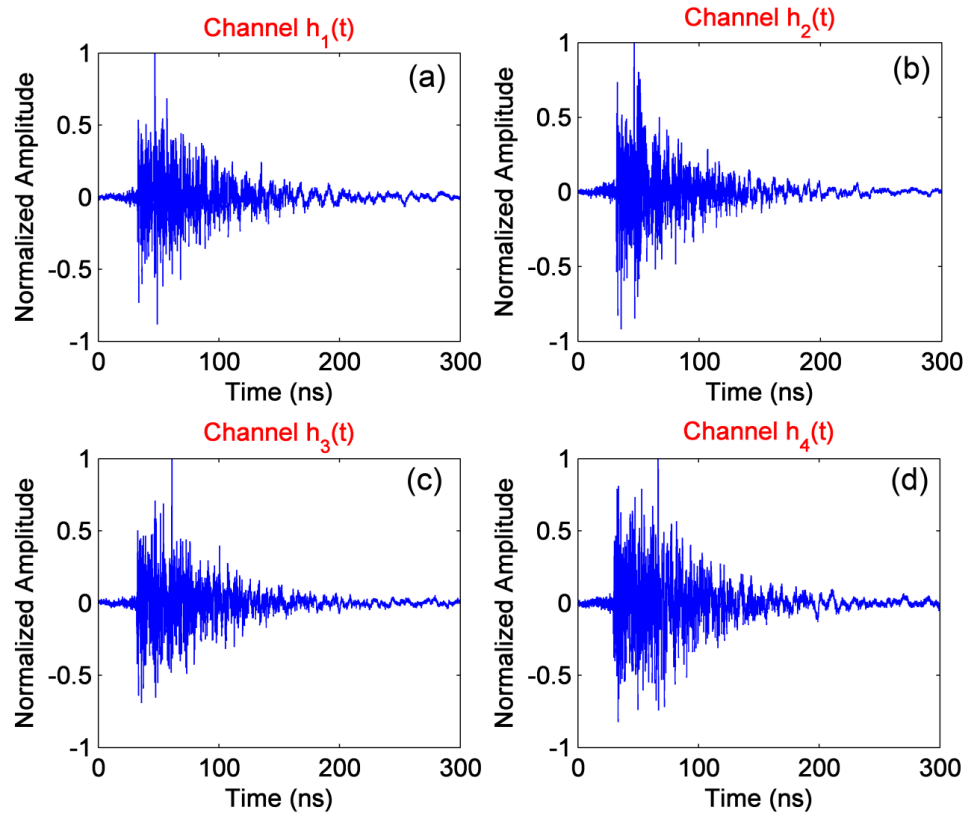 Channel h1(t)
(a)
Normalized Amplitude
1
0.5
0
-0.5
-1
0 100 200 300
Time (ns)
Channel h2(t)
(b)
Normalized Amplitude
1
0.5
0
-0.5
-1
0 100 200 300
Time (ns)
Channel h3(t)
(c)
Normalized Amplitude
1
0.5
0
-0.5
-1
0 100 200 300
Time (ns)
Channel h4(t)
(d)
Normalized Amplitude
1
0.5
0
-0.5
-1
0 100 200 300
Time (ns)